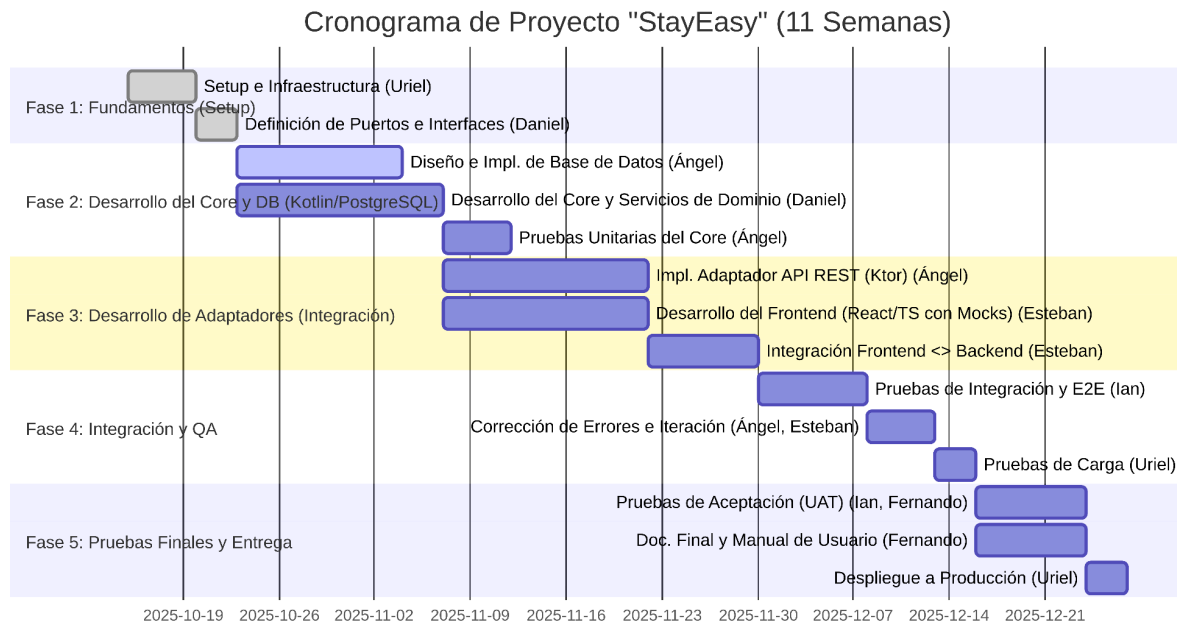 Cronograma de Proyecto "StayEasy" (11 Semanas)
Setup e Infraestructura (Uriel)
Fase 1: Fundamentos (Setup)
Definición de Puertos e Interfaces (Daniel)
Diseño e Impl. de Base de Datos (Ángel)
Fase 2: Desarrollo del Core y DB (Kotlin/PostgreSQL)
Desarrollo del Core y Servicios de Dominio (Daniel)
Pruebas Unitarias del Core (Ángel)
Impl. Adaptador API REST (Ktor) (Ángel)
Fase 3: Desarrollo de Adaptadores (Integración)
Desarrollo del Frontend (React/TS con Mocks) (Esteban)
Integración Frontend <> Backend (Esteban)
Pruebas de Integración y E2E (Ian)
Fase 4: Integración y QA
Corrección de Errores e Iteración (Ángel, Esteban)
Pruebas de Carga (Uriel)
Pruebas de Aceptación (UAT) (Ian, Fernando)
Fase 5: Pruebas Finales y Entrega
Doc. Final y Manual de Usuario (Fernando)
Despliegue a Producción (Uriel)
2025-10-19 2025-10-26 2025-11-02 2025-11-09 2025-11-16 2025-11-23 2025-11-30 2025-12-07 2025-12-14 2025-12-21